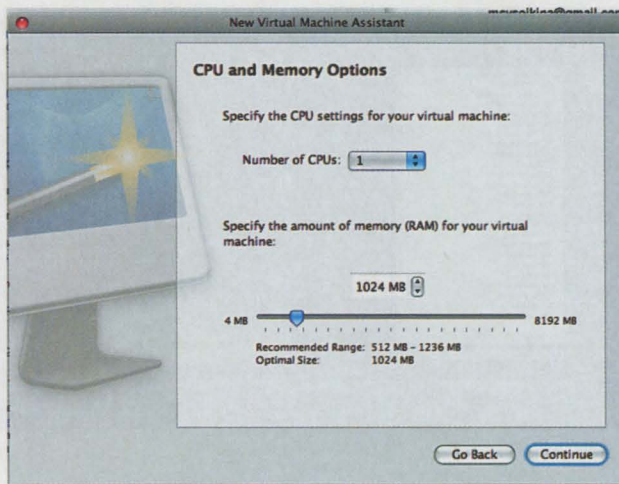 New Virtual Machine Assistant
CPU and Memory Options
Specify the CPU settings for your virtual machine:
Number of CPUs: 1
Specify the amount of memory (RAM) for your virtual
machine:
1024 MB
4 MB 8192 MB
Recommended Range: 512 MB – 1236 MB
Optimal Size: 1024 MB
Go Back Continue